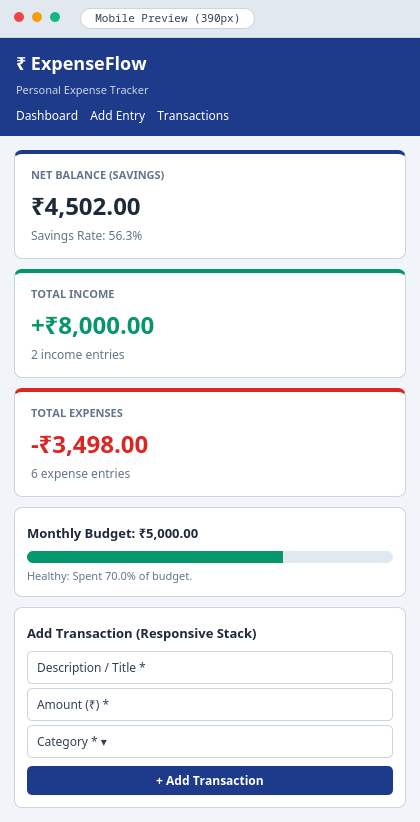 Mobile Preview (390px)
₹ ExpenseFlow
Personal Expense Tracker
Dashboard Add Entry Transactions
NET BALANCE (SAVINGS)
₹4,502.00
Savings Rate: 56.3%
TOTAL INCOME
+₹8,000.00
2 income entries
TOTAL EXPENSES
-₹3,498.00
6 expense entries
Monthly Budget: ₹5,000.00
Healthy: Spent 70.0% of budget.
Add Transaction (Responsive Stack)
Description / Title *
Amount (₹) *
Category * ▾
+ Add Transaction